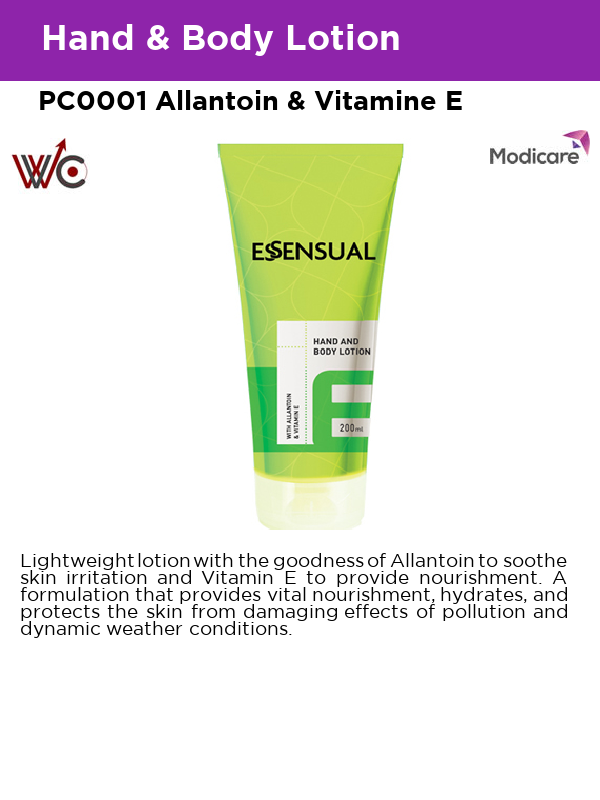 Hand & Body Lotion
PC0001 Allantoin & Vitamine E
WC
Modicare
ESSENSUAL
HAND AND
BODY LOTION
WITH ALLANTOIN
& VITAMIN E
E
200ml
Lightweight lotion with the goodness of Allantoin to soothe
skin irritation and Vitamin E to provide nourishment. A
formulation that provides vital nourishment, hydrates, and
protects the skin from damaging effects of pollution and
dynamic weather conditions.